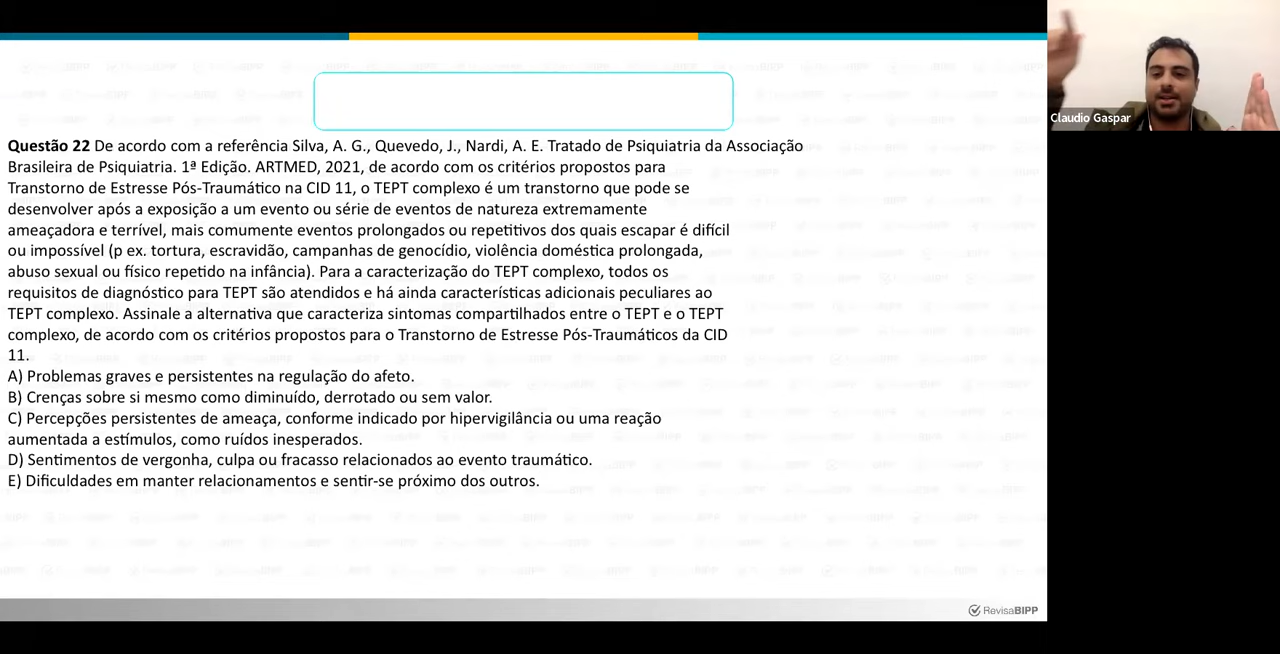 Questão 22 De acordo com a referência Silva, A. G., Quevedo, J., Nardi, A. E. Tratado de Psiquiatria da Associação
Brasileira de Psiquiatria. 1ª Edição. ARTMED, 2021, de acordo com os critérios propostos para
Transtorno de Estresse Pós-Traumático na CID 11, o TEPT complexo é um transtorno que pode se
desenvolver após a exposição a um evento ou série de eventos de natureza extremamente
ameaçadora e terrível, mais comumente eventos prolongados ou repetitivos dos quais escapar é difícil
ou impossível (p ex. tortura, escravidão, campanhas de genocídio, violência doméstica prolongada,
abuso sexual ou físico repetido na infância). Para a caracterização do TEPT complexo, todos os
requisitos de diagnóstico para TEPT são atendidos e há ainda características adicionais peculiares ao
TEPT complexo. Assinale a alternativa que caracteriza sintomas compartilhados entre o TEPT e o TEPT
complexo, de acordo com os critérios propostos para o Transtorno de Estresse Pós-Traumáticos da CID
11.
A) Problemas graves e persistentes na regulação do afeto.
B) Crenças sobre si mesmo como diminuído, derrotado ou sem valor.
C) Percepções persistentes de ameaça, conforme indicado por hipervigilância ou uma reação
aumentada a estímulos, como ruídos inesperados.
D) Sentimentos de vergonha, culpa ou fracasso relacionados ao evento traumático.
E) Dificuldades em manter relacionamentos e sentir-se próximo dos outros.
RevisaBIPP
Claudio Gaspar